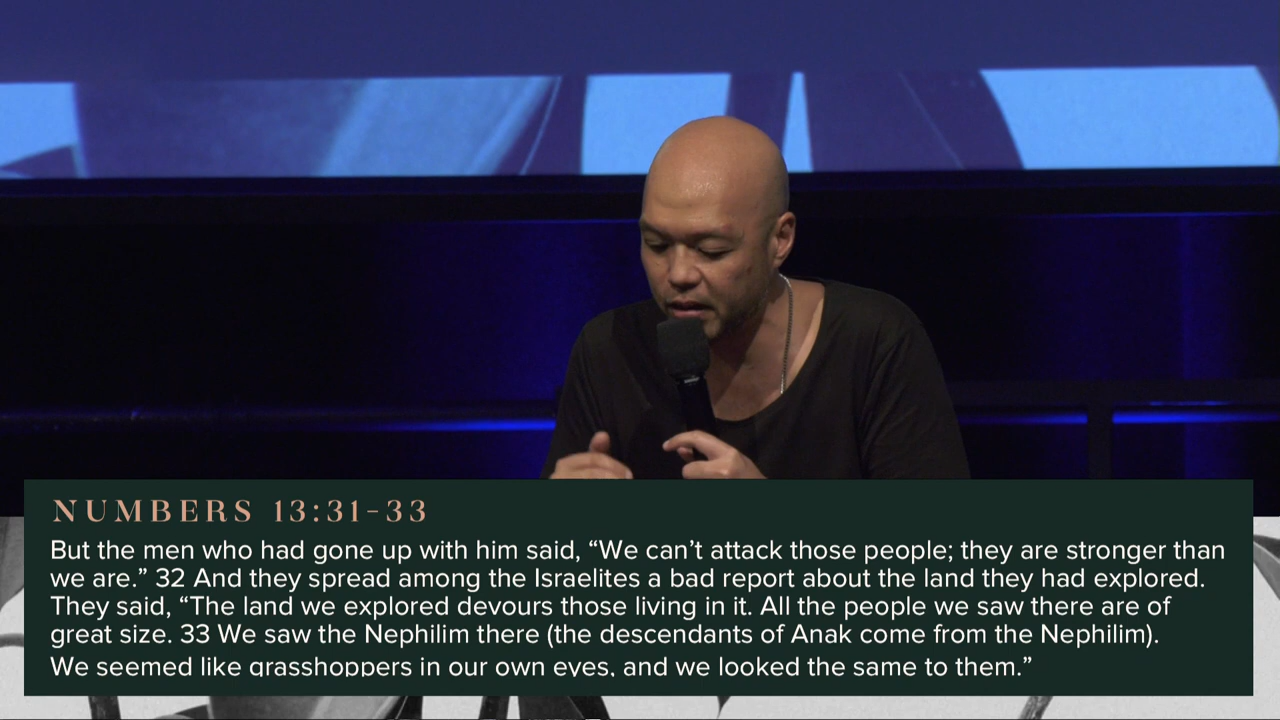 NUMBERS 13:31-33
But the men who had gone up with him said, “We can’t attack those people; they are stronger than
we are.” 32 And they spread among the Israelites a bad report about the land they had explored.
They said, “The land we explored devours those living in it. All the people we saw there are of
great size. 33 We saw the Nephilim there (the descendants of Anak come from the Nephilim).
We seemed like grasshoppers in our own eyes, and we looked the same to them.”